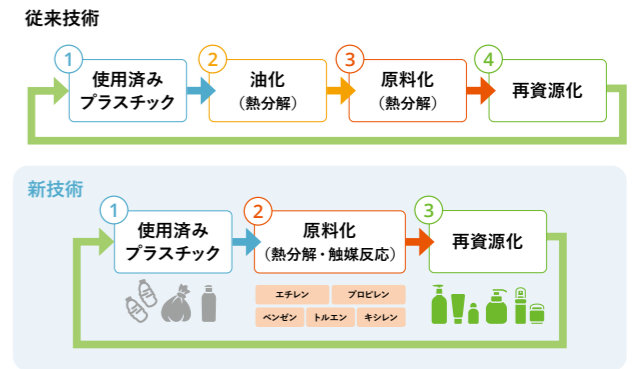 従来技術
1
使用済み
プラスチック
2
油化
（熱分解）
3
原料化
（熱分解）
4
再資源化
新技術
1
使用済み
プラスチック
2
原料化
（熱分解・触媒反応）
3
再資源化
エチレン
プロピレン
ベンゼン
トルエン
キシレン